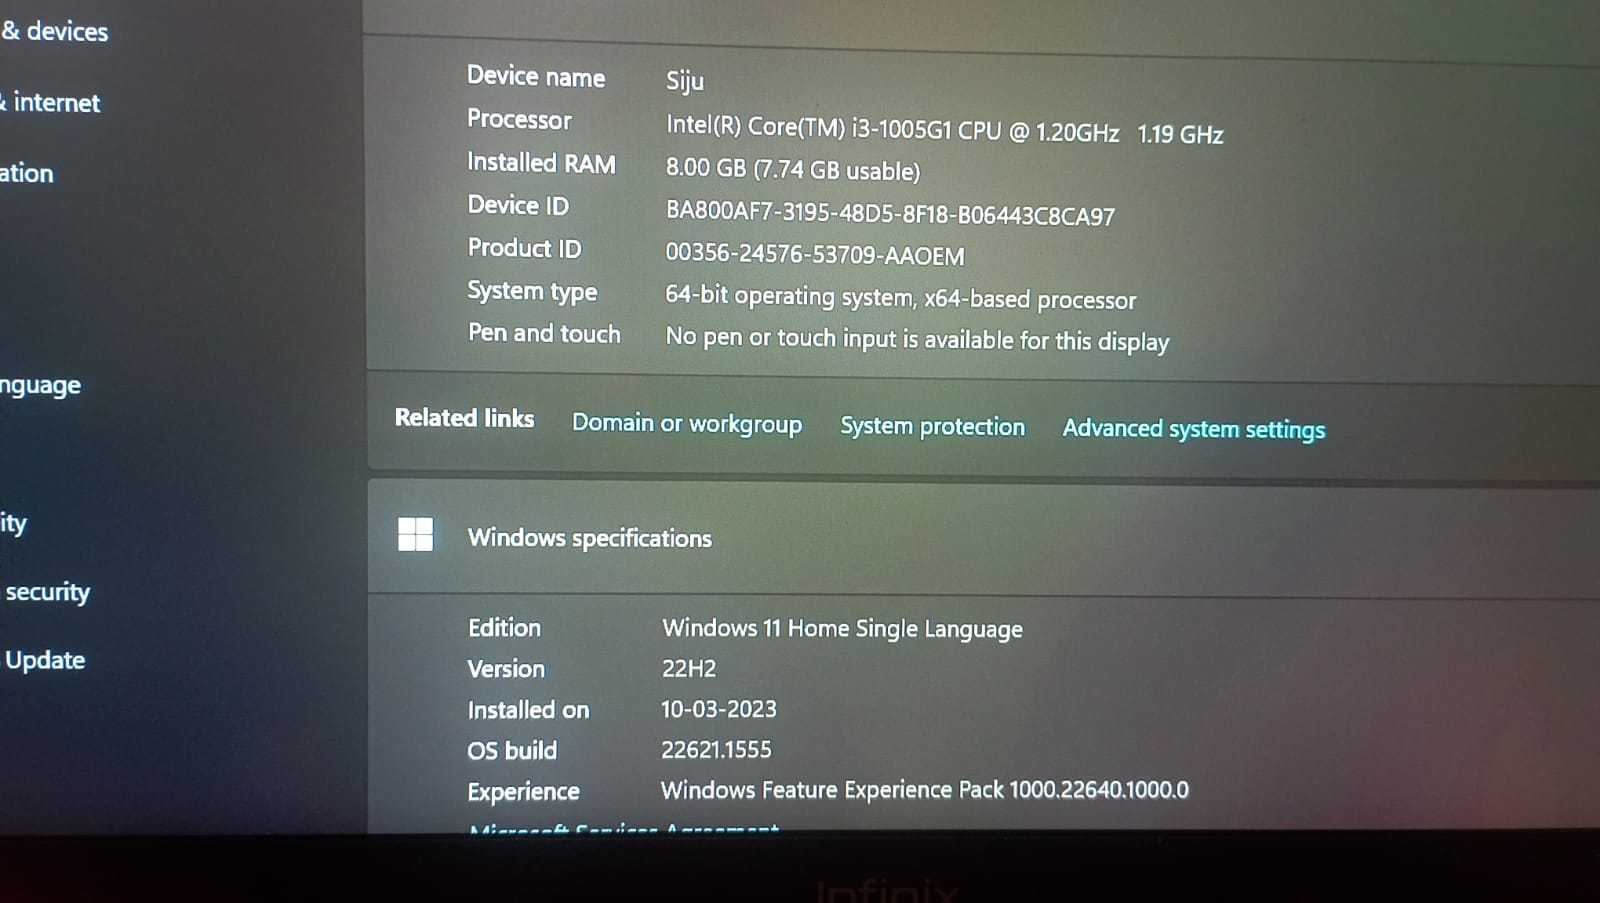 & devices
& internet
ation
nguage
ity
security
Update
Device name Siju
Processor Intel(R) Core(TM) i3-1005G1 CPU @ 1.20GHz 1.19 GHz
Installed RAM 8.00 GB (7.74 GB usable)
Device ID BA800AF7-3195-48D5-8F18-B06443C8CA97
Product ID 00356-24576-53709-AAOEM
System type 64-bit operating system, x64-based processor
Pen and touch No pen or touch input is available for this display
Related links Domain or workgroup System protection Advanced system settings
Windows specifications
Edition Windows 11 Home Single Language
Version 22H2
Installed on 10-03-2023
OS build 22621.1555
Experience Windows Feature Experience Pack 1000.22640.1000.0
Microsoft Services Agreement
Infinix